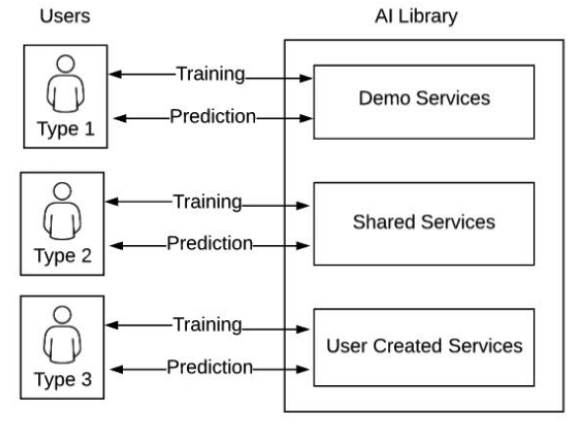 Users
AI Library
Type 1
Training
Prediction
Demo Services
Type 2
Training
Prediction
Shared Services
Type 3
Training
Prediction
User Created Services